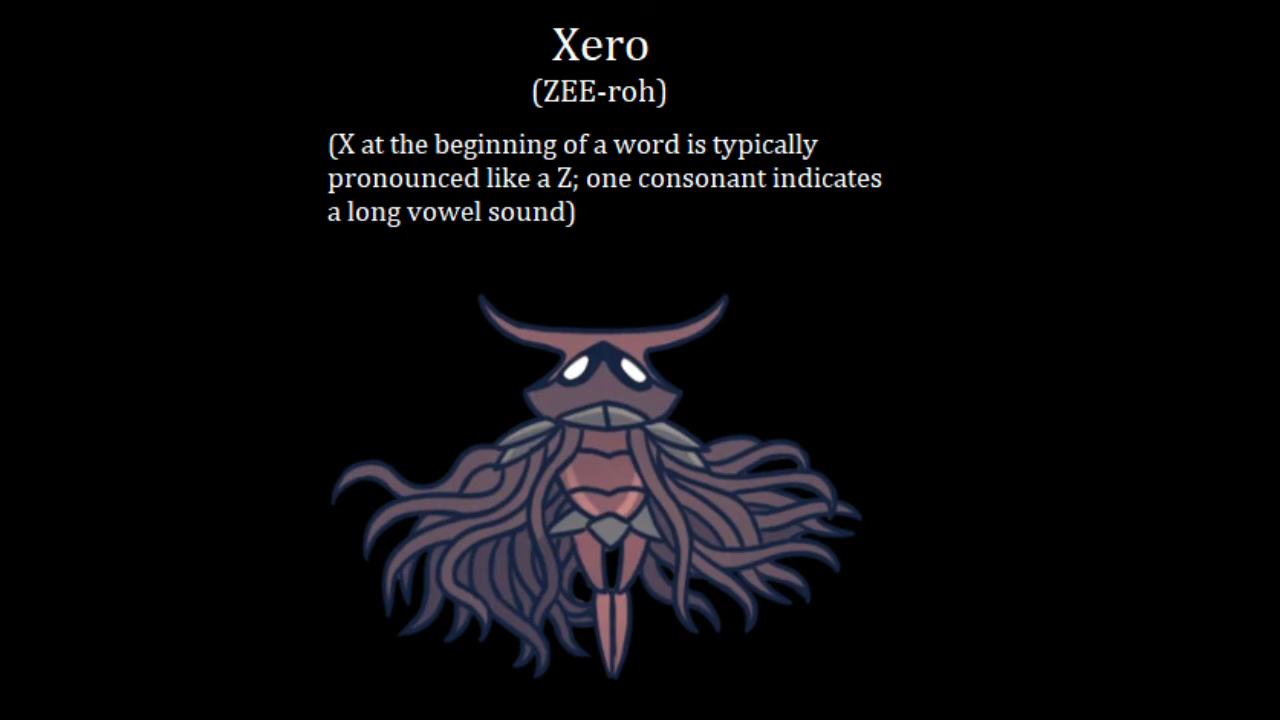 Xero
(ZEE-roh)
(X at the beginning of a word is typically
pronounced like a Z; one consonant indicates
a long vowel sound)